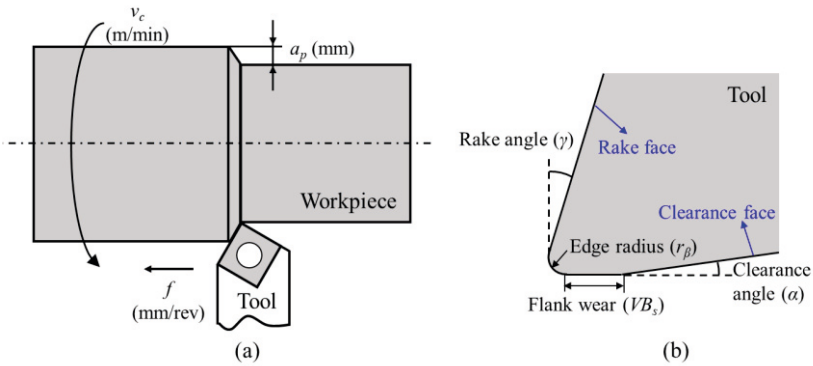 v_c
(m/min)
a_p (mm)
Workpiece
f
(mm/rev)
Tool
(a)
Tool
Rake angle (γ)
Rake face
Clearance face
Edge radius (r_β)
Clearance
angle (α)
Flank wear (VB_s)
(b)